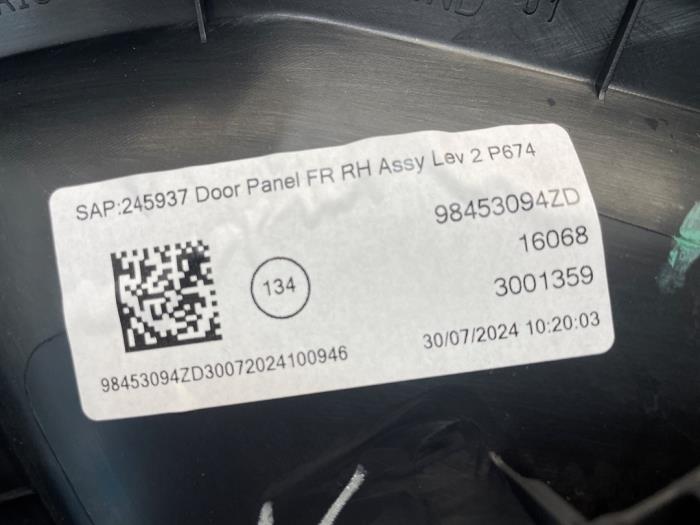 SAP:245937 Door Panel FR RH Assy Lev 2 P674
98453094ZD
16068
134
3001359
98453094ZD30072024100946
30/07/2024 10:20:03